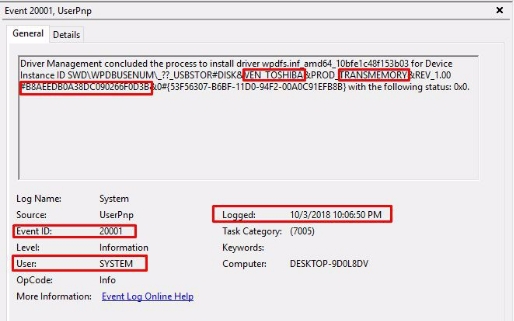 Event 20001, UserPnp
General Details
Driver Management concluded the process to install driver wpdfs.inf_amd64_10bfe1c48f153b03 for Device
Instance ID SWD\WPDBUSENUM\_??_USBSTOR#DISK&VEN_TOSHIBA&PROD_TRANSMEMORY&REV_1.00
#B8AEEDB0A38DC090266F0D3B&0#{53F56307-B6BF-11D0-94F2-00A0C91EFB8B} with the following status: 0x0.
Log Name: System
Source: UserPnp Logged: 10/3/2018 10:06:50 PM
Event ID: 20001 Task Category: (7005)
Level: Information Keywords:
User: SYSTEM Computer: DESKTOP-9D0L8DV
OpCode: Info
More Information: Event Log Online Help